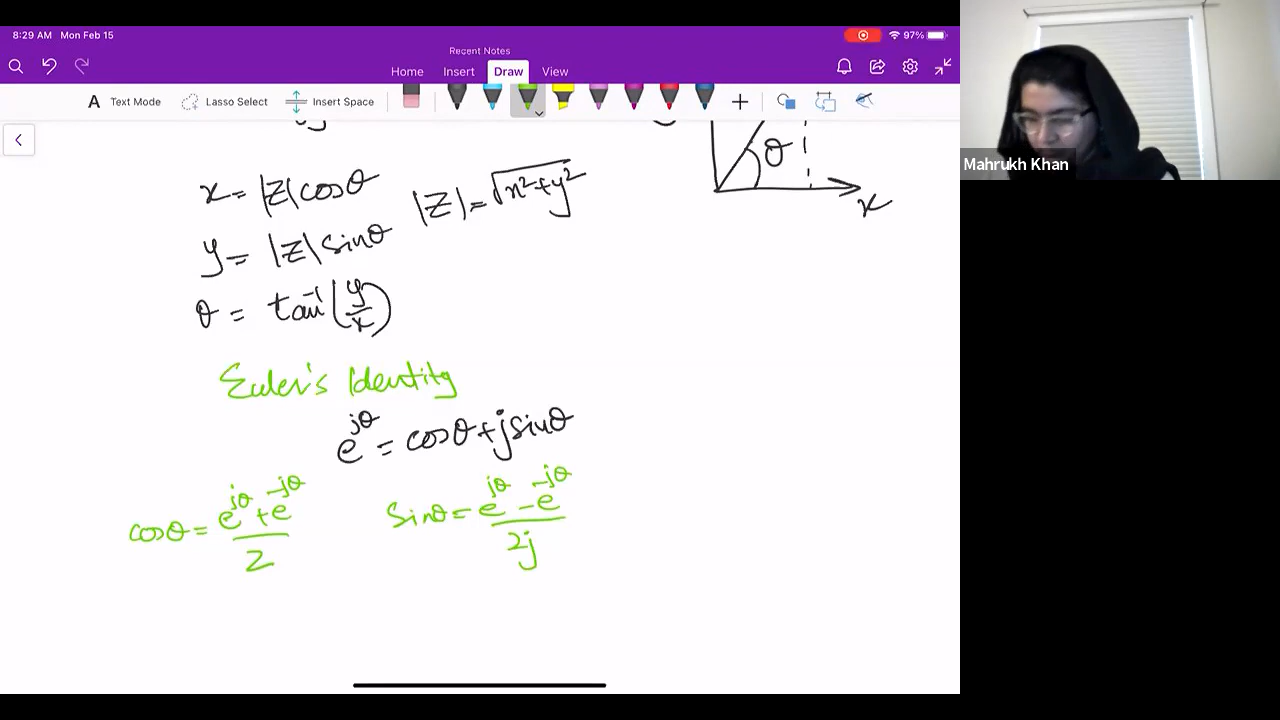 8:29 AM Mon Feb 15
97%
Recent Notes
Home Insert Draw View
Text Mode Lasso Select Insert Space
Mahrukh Khan
θ
x
x = |Z| cosθ
|Z| = √x²+y²
y = |Z| sinθ
θ = tan⁻¹(y/x)
Euler's Identity
e^jθ = cosθ + j sinθ
cosθ = e^jθ + e^-jθ / 2
sinθ = e^jθ - e^-jθ / 2j